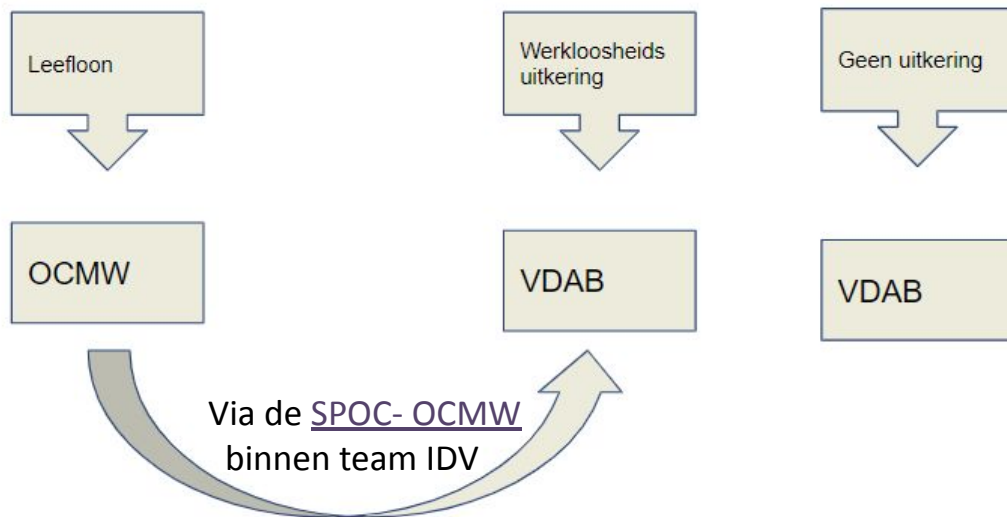 Leefloon
Werkloosheids
uitkering
Geen uitkering
OCMW
VDAB
VDAB
Via de SPOC- OCMW
binnen team IDV